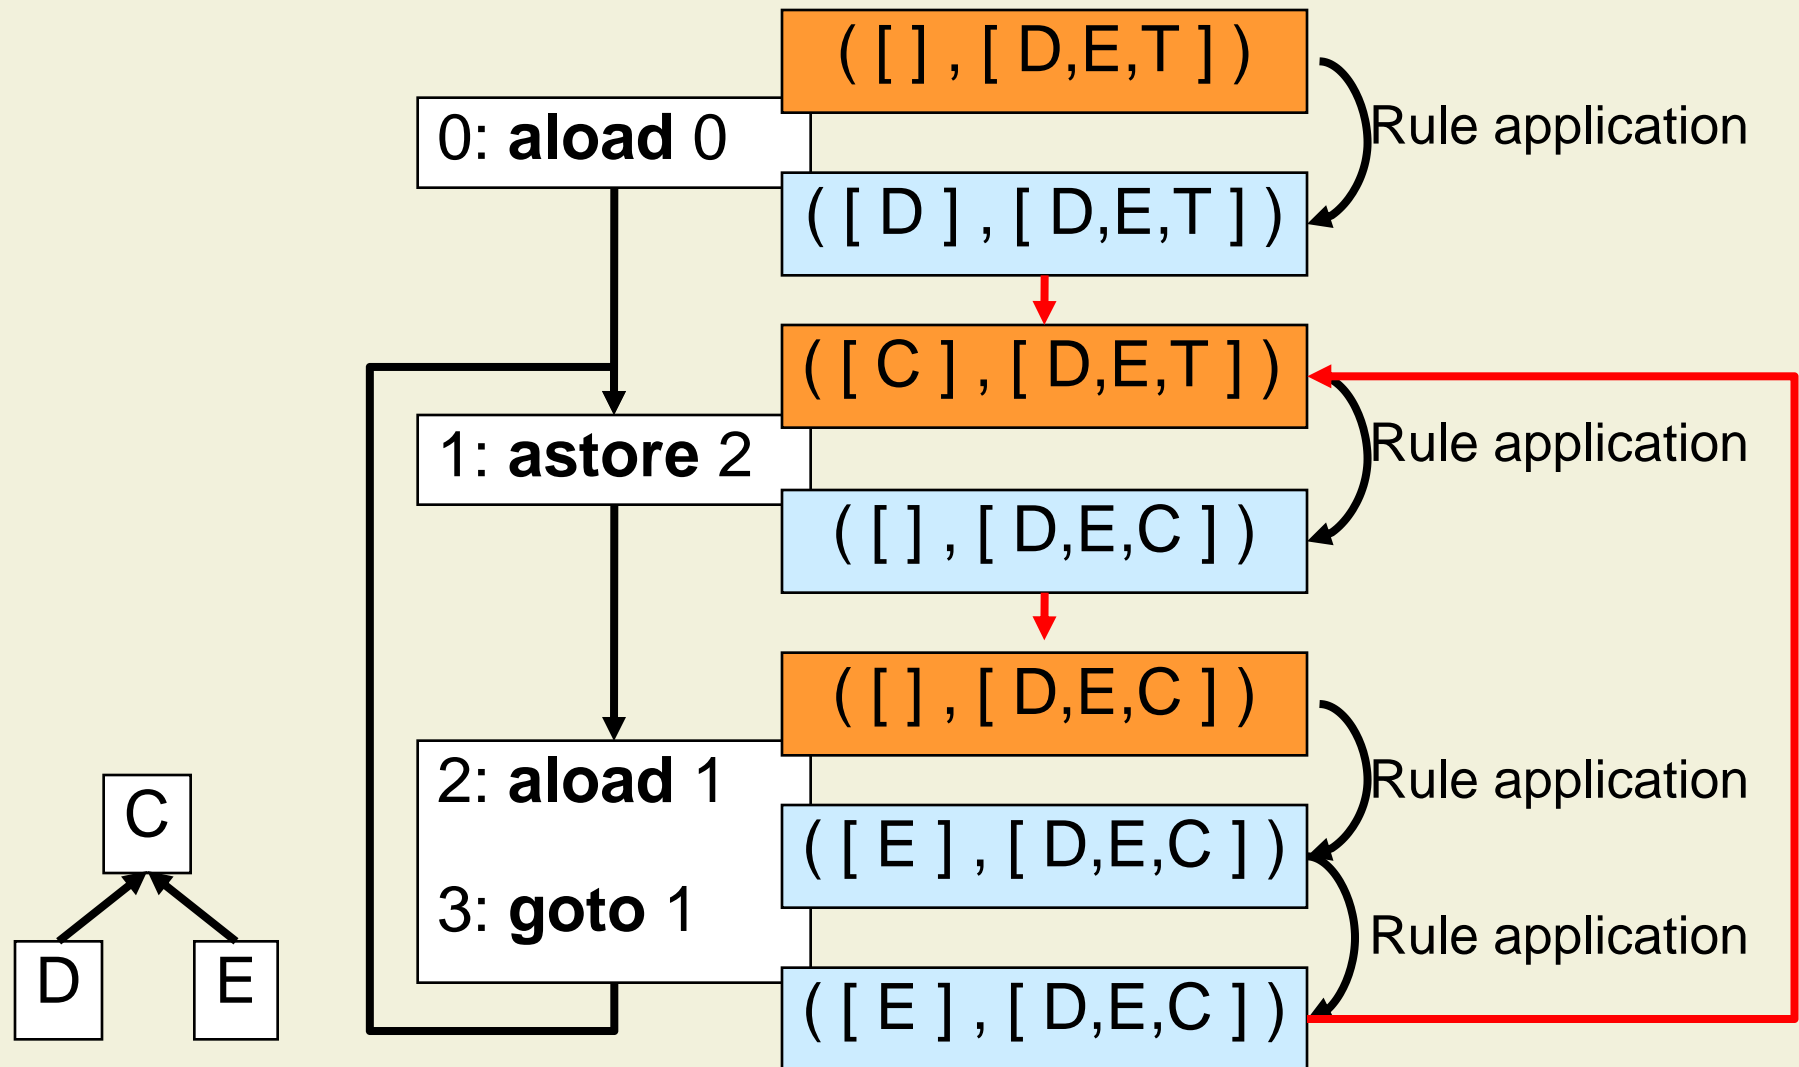 ( [ ] , [ D,E,T ] )
Rule application
0: aload 0
( [ D ] , [ D,E,T ] )
( [ C ] , [ D,E,T ] )
Rule application
1: astore 2
( [ ] , [ D,E,C ] )
( [ ] , [ D,E,C ] )
2: aload 1
Rule application
C
( [ E ] , [ D,E,C ] )
3: goto 1
Rule application
D
E
( [ E ] , [ D,E,C ] )